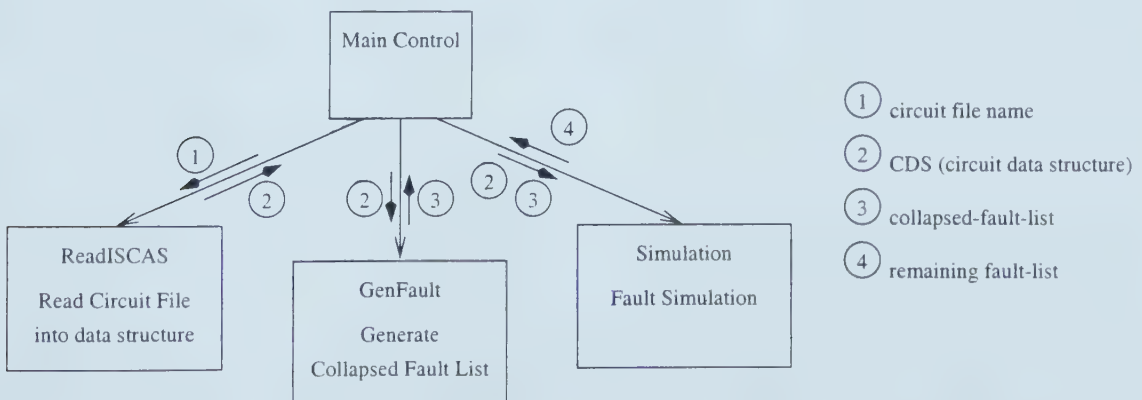 Main Control
1
2
2
3
4
2
3
ReadISCAS
Read Circuit File
into data structure
GenFault
Generate
Collapsed Fault List
Simulation
Fault Simulation
1 circuit file name
2 CDS (circuit data structure)
3 collapsed-fault-list
4 remaining fault-list